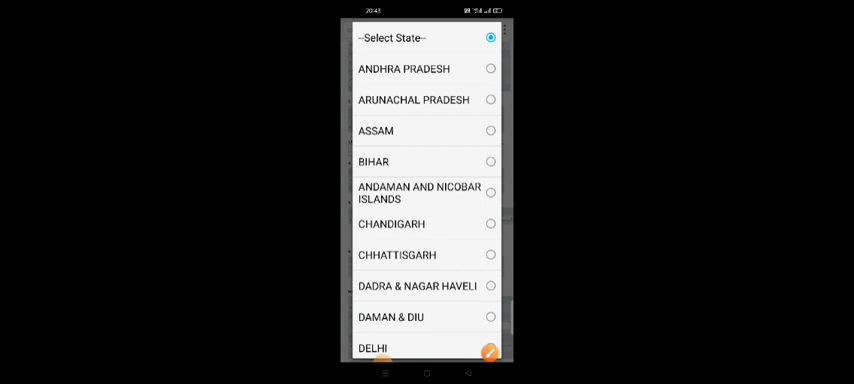 20:43
--Select State--
ANDHRA PRADESH
ARUNACHAL PRADESH
ASSAM
BIHAR
ANDAMAN AND NICOBAR
ISLANDS
CHANDIGARH
CHHATTISGARH
DADRA & NAGAR HAVELI
DAMAN & DIU
DELHI